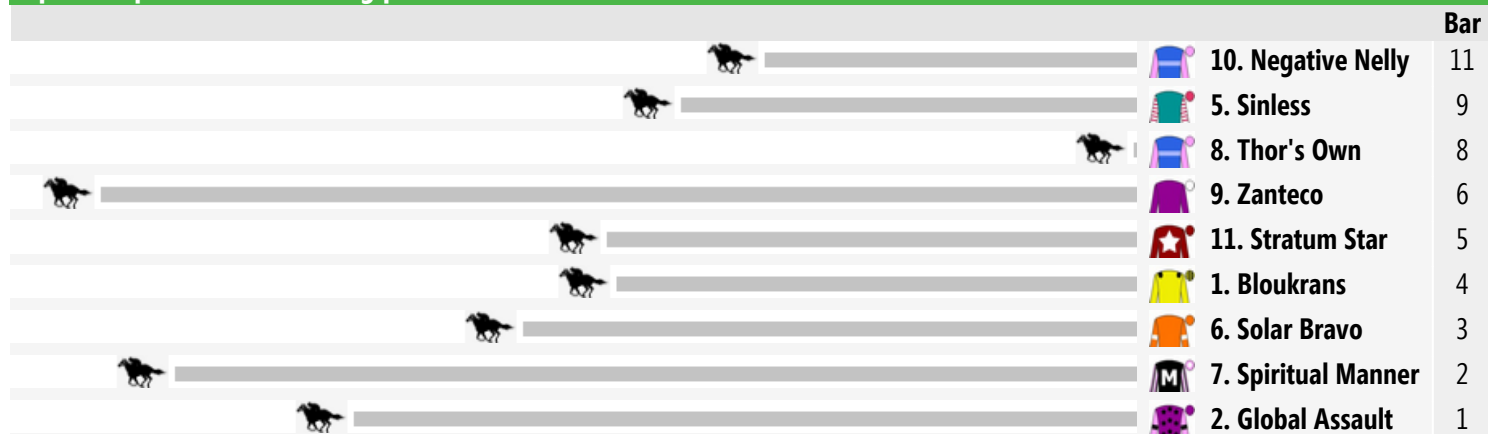 Bar
10. Negative Nelly 11
5. Sinless 9
8. Thor's Own 8
9. Zanteco 6
11. Stratum Star 5
1. Bloukrans 4
6. Solar Bravo 3
M 7. Spiritual Manner 2
2. Global Assault 1